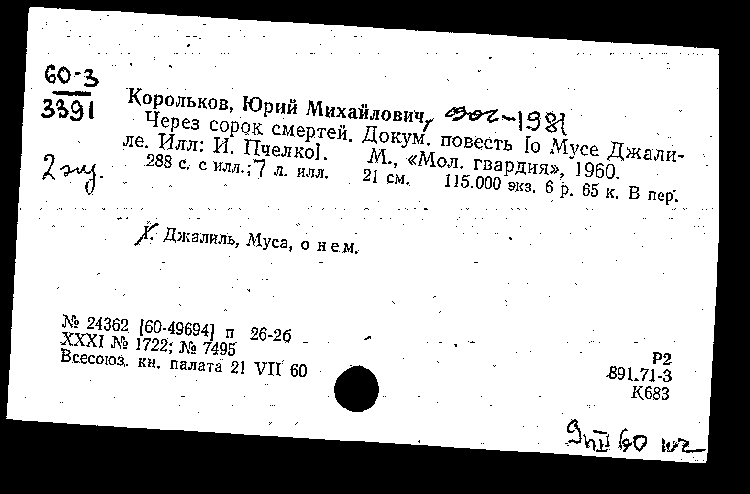 60-3
3391
2 экз.
Корольков, Юрий Михайлович, -1981
Через сорок смертей. Докум. повесть [о Мусе Джали-
ле. Илл: И. Пчелко]. М., «Мол. гвардия», 1960.
288 с. с илл.; 7 л. илл. 21 см. 115.000 экз. 6 р. 65 к. В пер.
I. Джалиль, Муса, о нем.
№ 24362 [60-49694] п 26-2б
XXXI № 1722; № 7495
Всесоюз. кн. палата 21 VII 60
Р2
891.71-3
К683
60